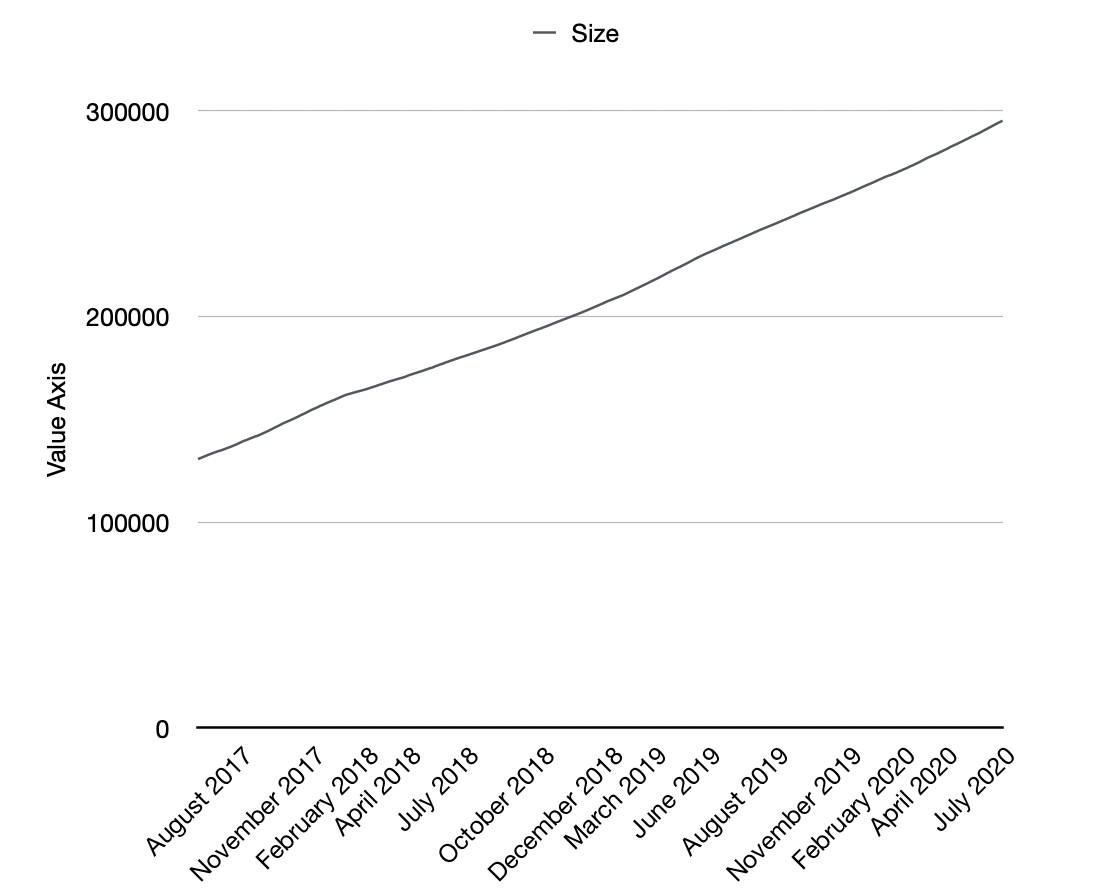 Size
300000
200000
100000
0
Value Axis
August 2017
November 2017
February 2018
April 2018
July 2018
October 2018
December 2018
March 2019
June 2019
August 2019
November 2019
February 2020
April 2020
July 2020